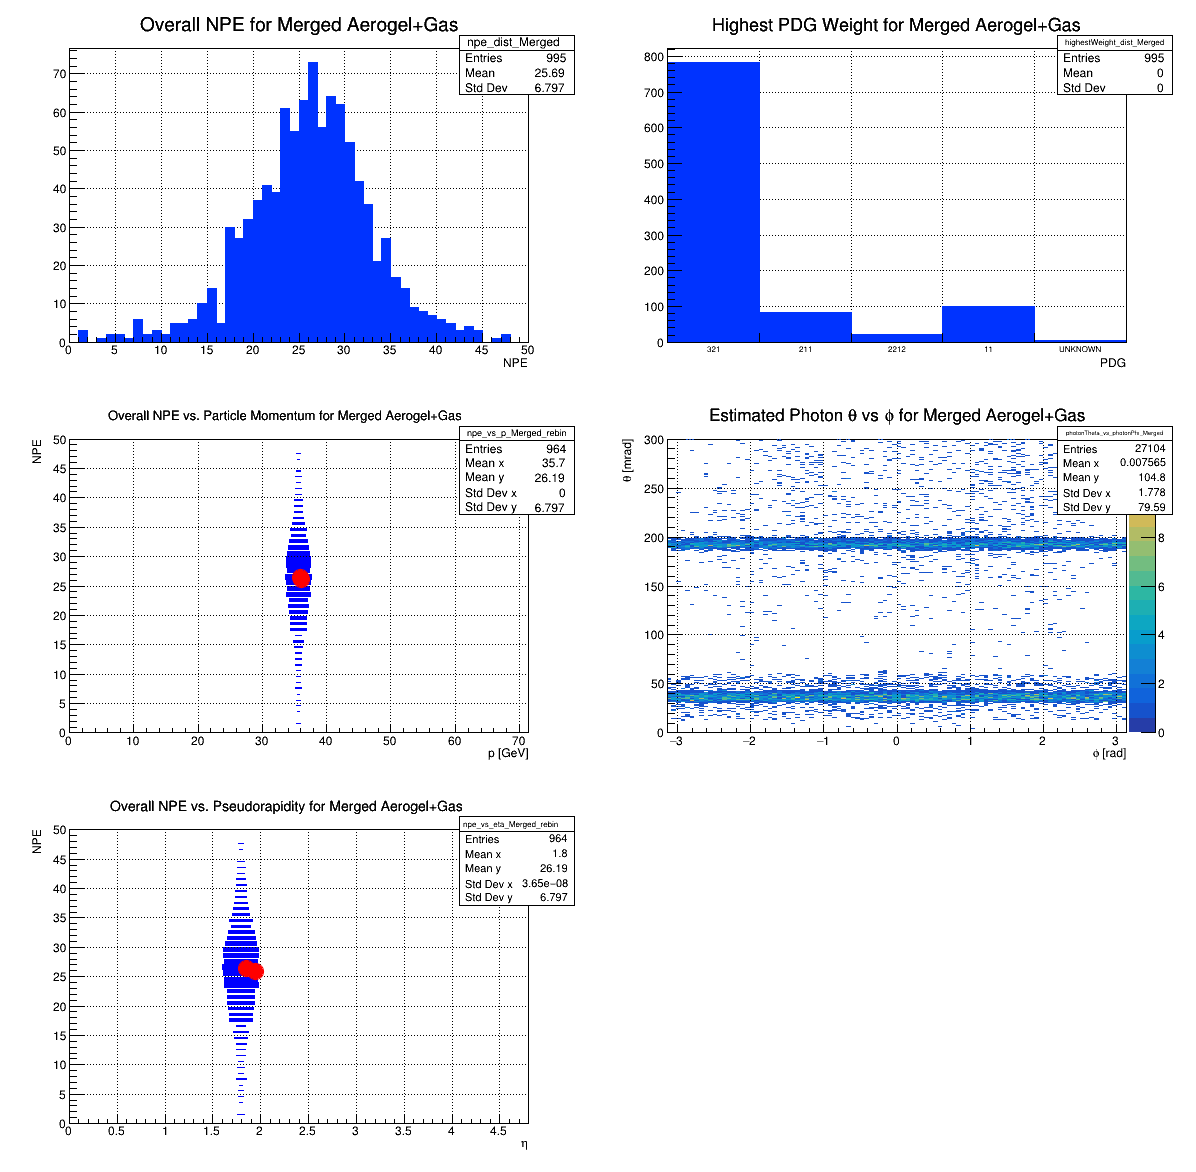 Overall NPE for Merged Aerogel+Gas
npe_dist_Merged
Entries 995
Mean 25.69
Std Dev 6.797
70
60
50
40
30
20
10
0
0 5 10 15 20 25 30 35 40 45 50
NPE
Highest PDG Weight for Merged Aerogel+Gas
highestWeight_dist_Merged
Entries 995
Mean 0
Std Dev 0
800
700
600
500
400
300
200
100
0
321 211 2212 11 UNKNOWN
PDG
Overall NPE vs. Particle Momentum for Merged Aerogel+Gas
npe_vs_p_Merged_rebin
Entries 964
Mean x 35.7
Mean y 26.19
Std Dev x 0
Std Dev y 6.797
NPE
50
45
40
35
30
25
20
15
10
5
0
0 10 20 30 40 50 60 70
p [GeV]
Estimated Photon θ vs ϕ for Merged Aerogel+Gas
photonTheta_vs_photonPhi_Merged
Entries 27104
Mean x 0.007565
Mean y 104.8
Std Dev x 1.778
Std Dev y 79.59
θ [mrad]
300
250
200
150
100
50
0
−3 −2 −1 0 1 2 3
ϕ [rad]
8
6
4
2
0
Overall NPE vs. Pseudorapidity for Merged Aerogel+Gas
npe_vs_eta_Merged_rebin
Entries 964
Mean x 1.8
Mean y 26.19
Std Dev x 3.65e−08
Std Dev y 6.797
NPE
50
45
40
35
30
25
20
15
10
5
0
0 0.5 1 1.5 2 2.5 3 3.5 4 4.5
η